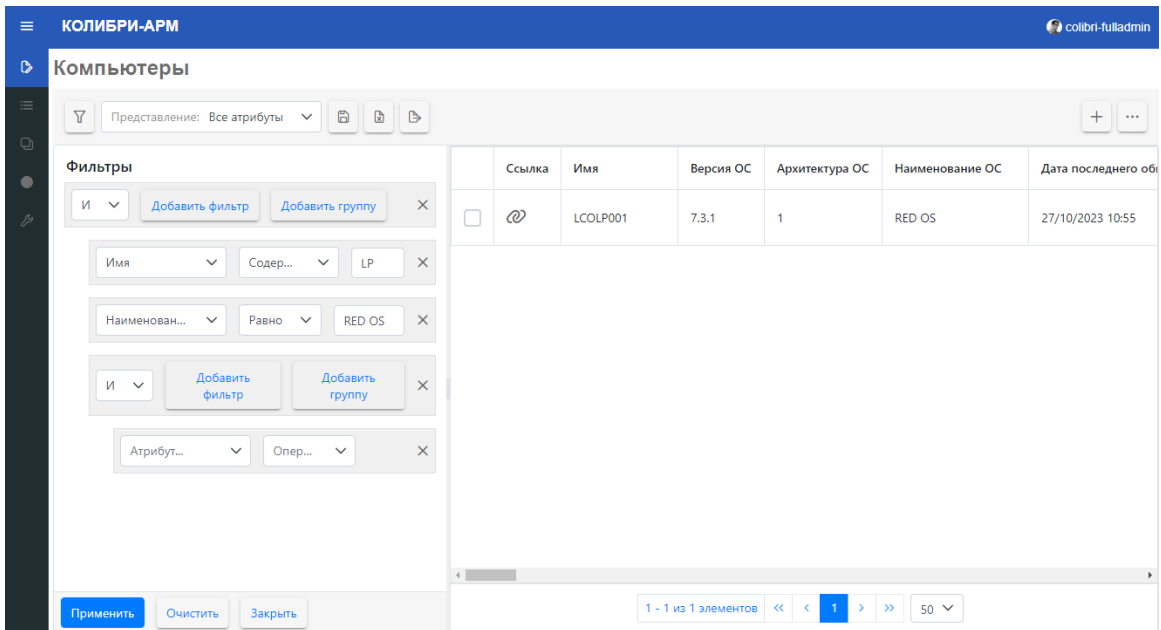 КОЛИБРИ-АРМ
colibri-fulladmin
Компьютеры
Представление: Все атрибуты
Фильтры
И Добавить фильтр Добавить группу
Имя Содер... LP
Наименован... Равно RED OS
И Добавить фильтр Добавить группу
Атрибут... Опер...
Применить Очистить Закрыть
Ссылка Имя Версия ОС Архитектура ОС Наименование ОС Дата последнего об
LCOLP001 7.3.1 1 RED OS 27/10/2023 10:55
1 - 1 из 1 элементов « ‹ 1 › » 50